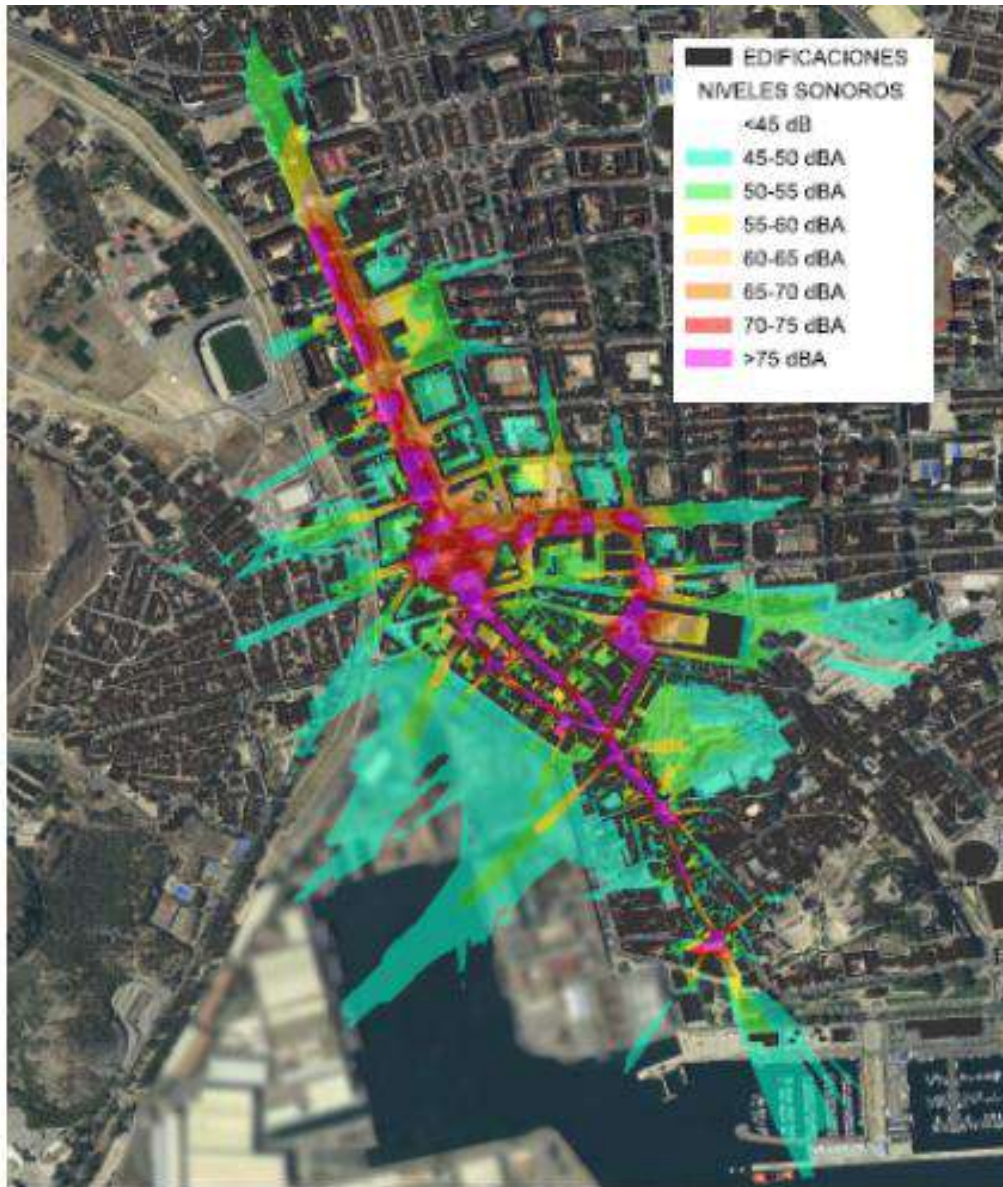 EDIFICACIONES
NIVELES SONOROS
<45 dB
45-50 dBA
50-55 dBA
55-60 dBA
60-65 dBA
65-70 dBA
70-75 dBA
>75 dBA